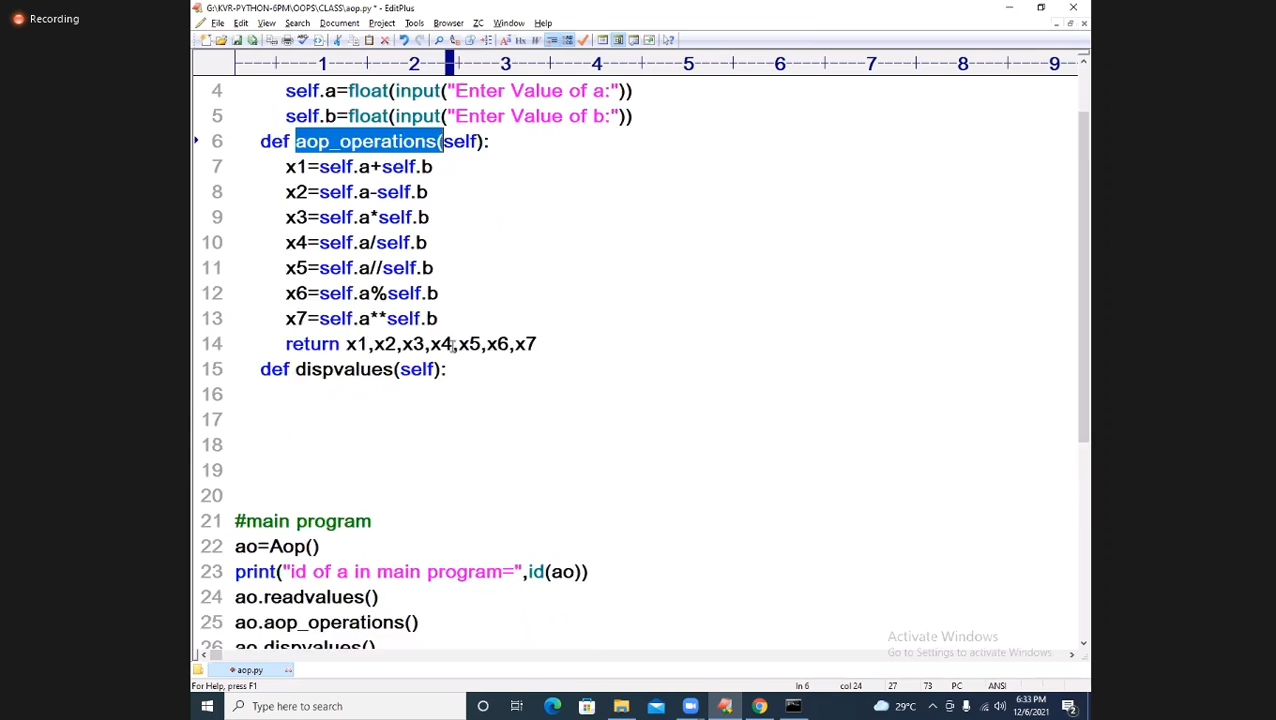 Recording
G:\KVR-PYTHON-6PM\OOPS\CLASS\aop.py * - EditPlus
File Edit View Search Document Project Tools Browser ZC Window Help
1 2 3 4 5 6 7 8 9
4 self.a=float(input("Enter Value of a:"))
5 self.b=float(input("Enter Value of b:"))
6 def aop_operations(self):
7 x1=self.a+self.b
8 x2=self.a-self.b
9 x3=self.a*self.b
10 x4=self.a/self.b
11 x5=self.a//self.b
12 x6=self.a%self.b
13 x7=self.a**self.b
14 return x1,x2,x3,x4,x5,x6,x7
15 def dispvalues(self):
16
17
18
19
20
21 #main program
22 ao=Aop()
23 print("id of a in main program=",id(ao))
24 ao.readvalues()
25 ao.aop_operations()
26 ao.dispvalues()
Activate Windows
Go to Settings to activate Windows.
aop.py
For Help, press F1 ln 6 col 24 27 73 PC ANSI
Type here to search 29°C 6:33 PM
12/6/2021 2